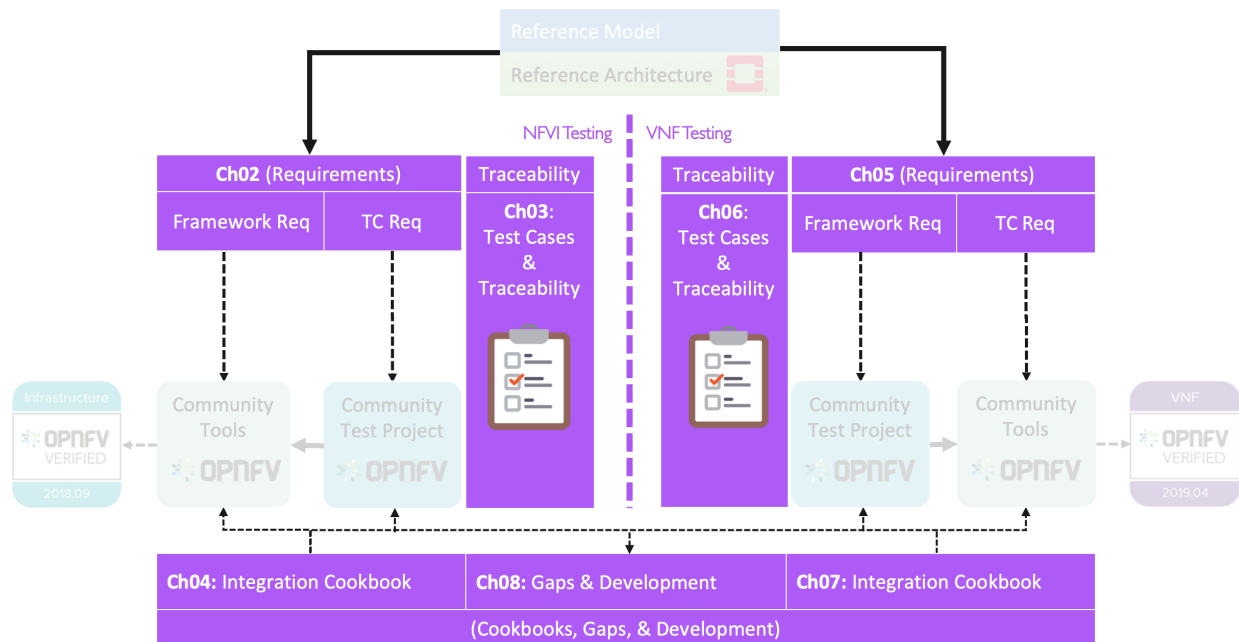 Reference Model
Reference Architecture
NFVI Testing
VNF Testing
Ch02 (Requirements)
Framework Req
TC Req
Traceability
Ch03:
Test Cases
&
Traceability
Traceability
Ch06:
Test Cases
&
Traceability
Ch05 (Requirements)
Framework Req
TC Req
Infrastructure
OPNFV
VERIFIED
2018.09
Community
Tools
OPNFV
Community
Test Project
OPNFV
Community
Test Project
OPNFV
Community
Tools
OPNFV
VNF
OPNFV
VERIFIED
2019.04
Ch04: Integration Cookbook
Ch08: Gaps & Development
Ch07: Integration Cookbook
(Cookbooks, Gaps, & Development)